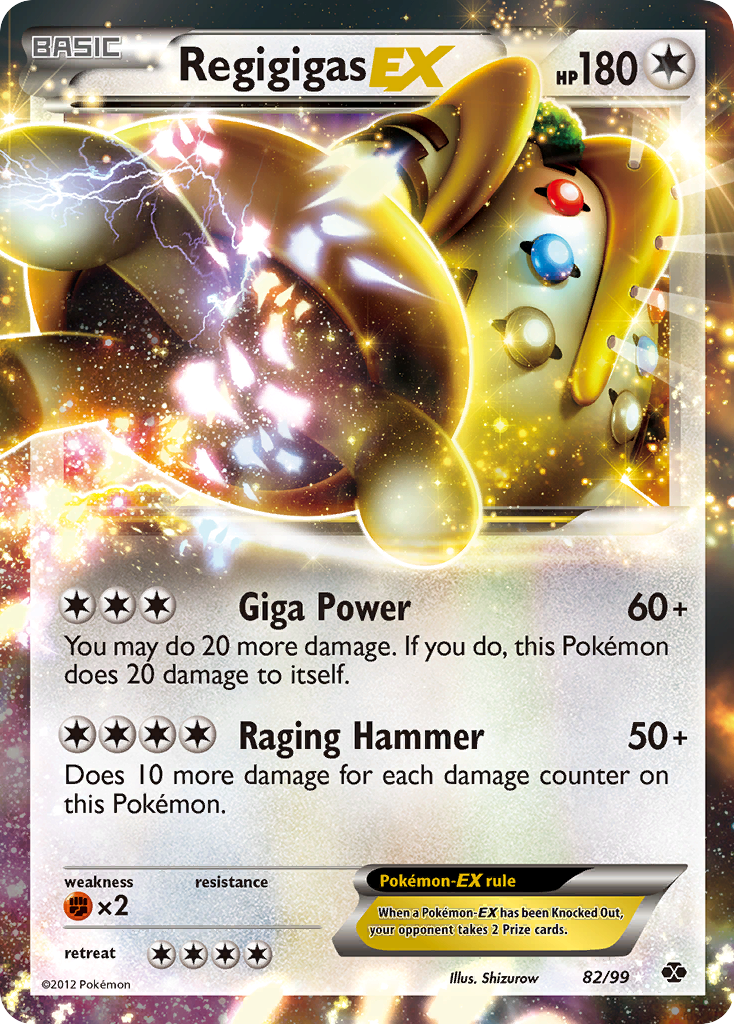 BASIC
Regigigas EX
HP 180
Giga Power 60+
You may do 20 more damage. If you do, this Pokémon
does 20 damage to itself.
Raging Hammer 50+
Does 10 more damage for each damage counter on
this Pokémon.
weakness resistance
×2
Pokémon-EX rule
When a Pokémon-EX has been Knocked Out,
your opponent takes 2 Prize cards.
retreat
©2012 Pokémon
Illus. Shizurow
82/99